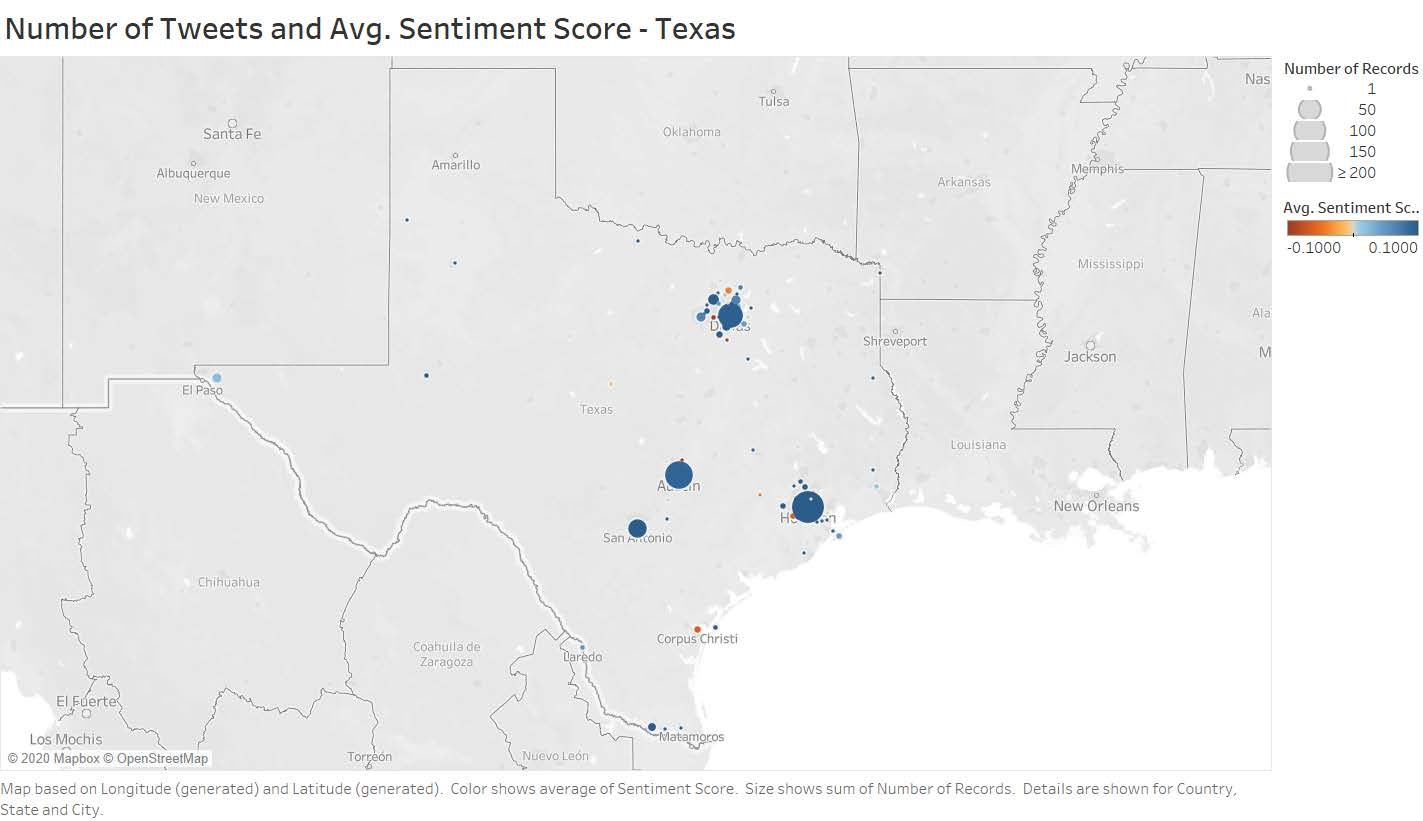 Number of Tweets and Avg. Sentiment Score - Texas
Number of Records
1
50
100
150
≥ 200
Avg. Sentiment Sc..
-0.1000 0.1000
Nas
Tulsa
Oklahoma
Santa Fe
Amarillo
Albuquerque
New Mexico
Memphis
Arkansas
Mississippi
Ala
Shreveport
Jackson
M
El Paso
Texas
Louisiana
New Orleans
San Antonio
Chihuahua
Corpus Christi
Coahuila de
Zaragoza
Laredo
El Fuerte
Los Mochis
Matamoros
© 2020 Mapbox © OpenStreetMap
Torreón
Nuevo León
Map based on Longitude (generated) and Latitude (generated). Color shows average of Sentiment Score. Size shows sum of Number of Records. Details are shown for Country,
State and City.